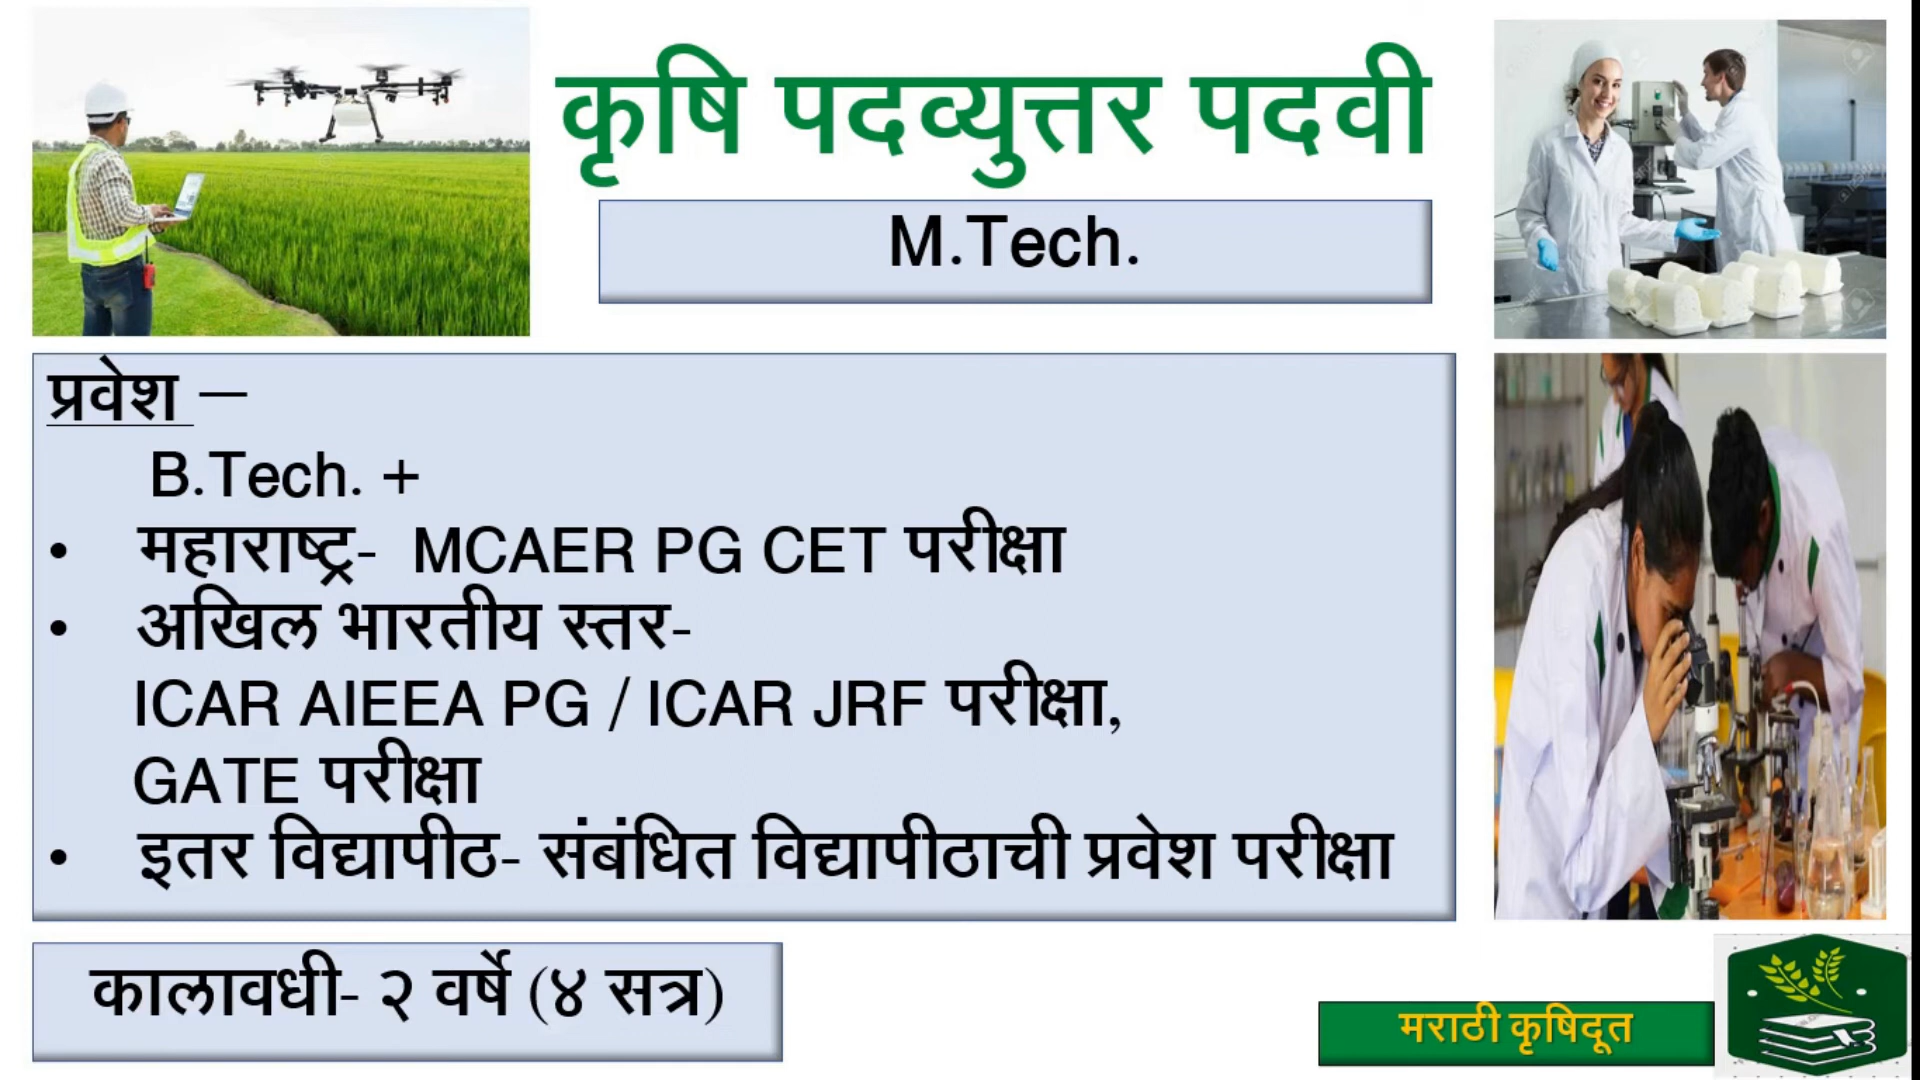 कृषि पदव्युत्तर पदवी
M.Tech.
प्रवेश –
B.Tech. +
• महाराष्ट्र- MCAER PG CET परीक्षा
• अखिल भारतीय स्तर-
ICAR AIEEA PG / ICAR JRF परीक्षा,
GATE परीक्षा
• इतर विद्यापीठ- संबंधित विद्यापीठाची प्रवेश परीक्षा
कालावधी- २ वर्षे (४ सत्र)
मराठी कृषिदूत